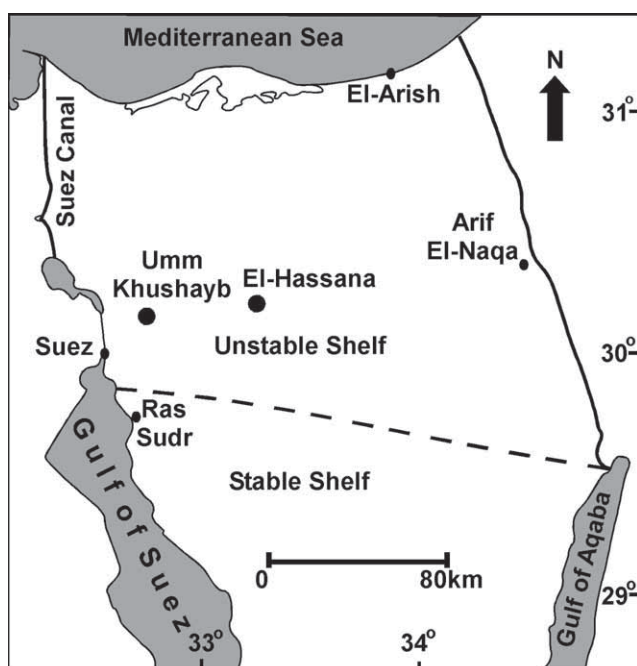 Mediterranean Sea
El-Arish
N
31°
Suez Canal
Arif
El-Naqa
Umm
Khushayb
El-Hassana
Suez
Unstable Shelf
30°
Ras
Sudr
Gulf of Suez
Stable Shelf
0 80km
Gulf of Aqaba
29°
33° 34°